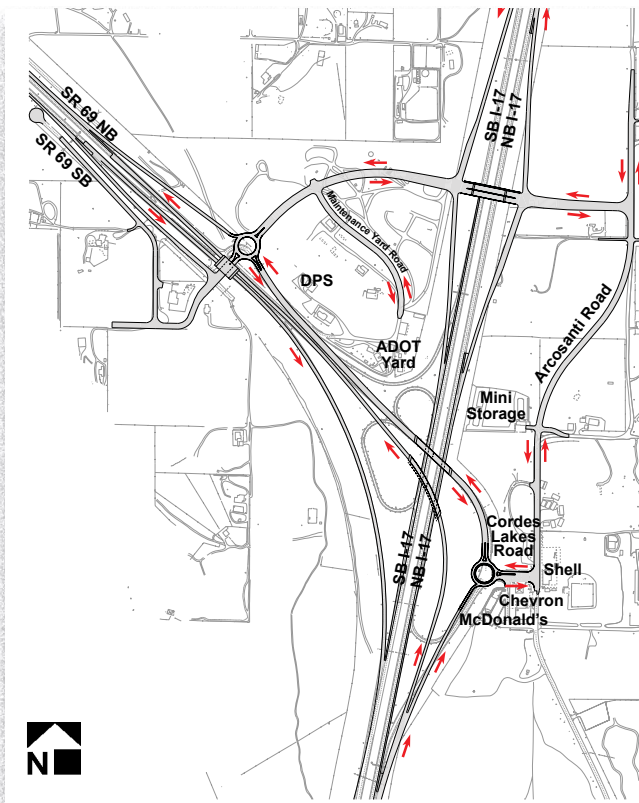 SR 69 NB
SR 69 SB
SB I-17
NB I-17
Maintenance Yard Road
DPS
ADOT
Yard
Arcosanti Road
Mini
Storage
Cordes
Lakes
Road
SB I-17
NB I-17
Shell
Chevron
McDonald's
N